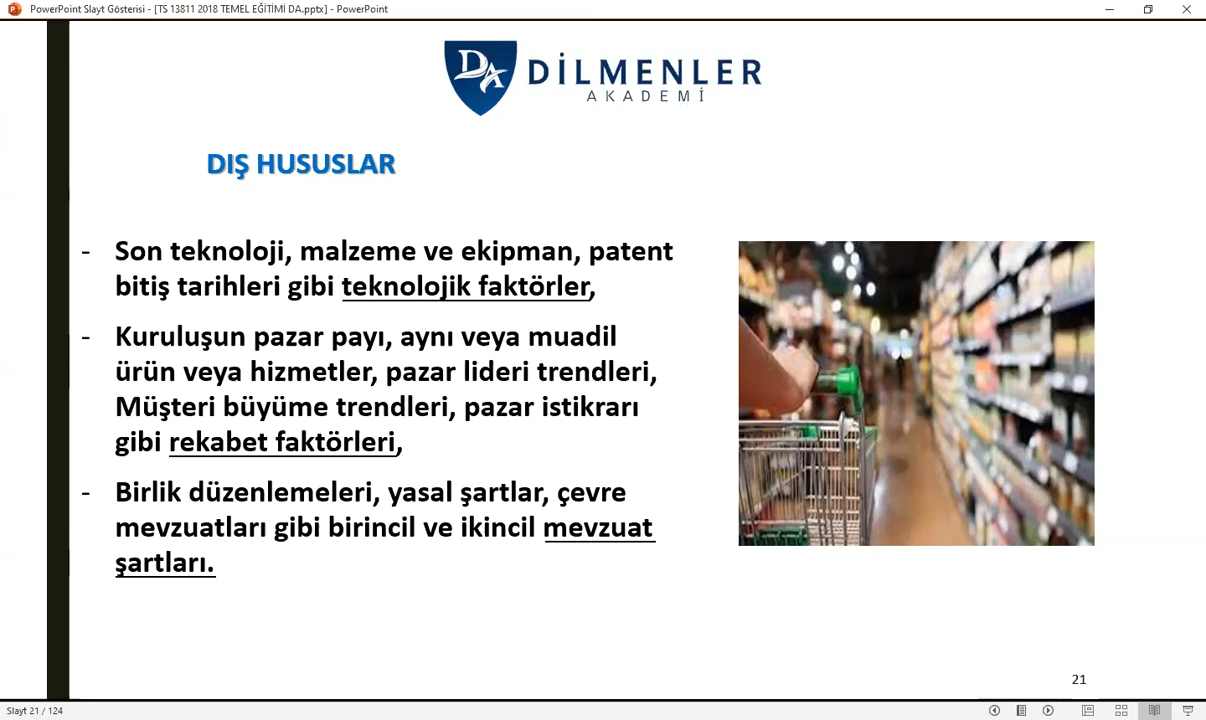 PowerPoint Slayt Gösterisi - [TS 13811 2018 TEMEL EĞİTİMİ DA.pptx] - PowerPoint
DA DİLMENLER
AKADEMİ
DIŞ HUSUSLAR
- Son teknoloji, malzeme ve ekipman, patent
bitiş tarihleri gibi teknolojik faktörler,
- Kuruluşun pazar payı, aynı veya muadil
ürün veya hizmetler, pazar lideri trendleri,
Müşteri büyüme trendleri, pazar istikrarı
gibi rekabet faktörleri,
- Birlik düzenlemeleri, yasal şartlar, çevre
mevzuatları gibi birincil ve ikincil mevzuat
şartları.
21
Slayt 21 / 124